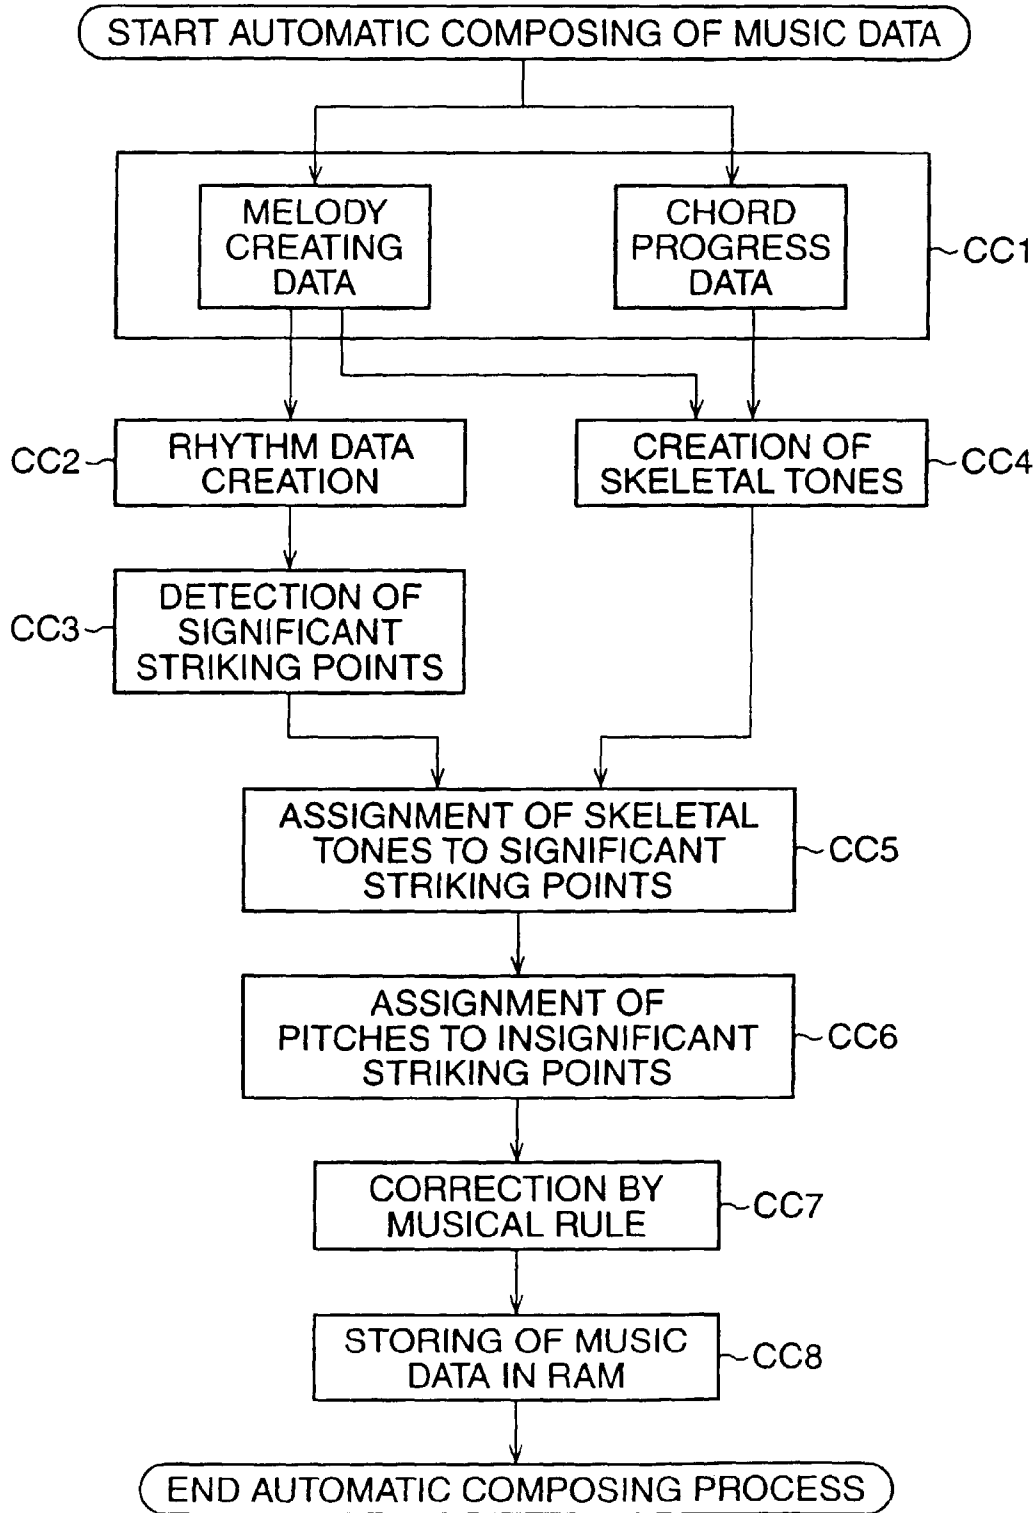 START AUTOMATIC COMPOSING OF MUSIC DATA
MELODY
CREATING
DATA
CHORD
PROGRESS
DATA
CC1
CC2
RHYTHM DATA
CREATION
CREATION OF
SKELETAL TONES
CC4
CC3
DETECTION OF
SIGNIFICANT
STRIKING POINTS
ASSIGNMENT OF SKELETAL
TONES TO SIGNIFICANT
STRIKING POINTS
CC5
ASSIGNMENT OF
PITCHES TO INSIGNIFICANT
STRIKING POINTS
CC6
CORRECTION BY
MUSICAL RULE
CC7
STORING OF MUSIC
DATA IN RAM
CC8
END AUTOMATIC COMPOSING PROCESS